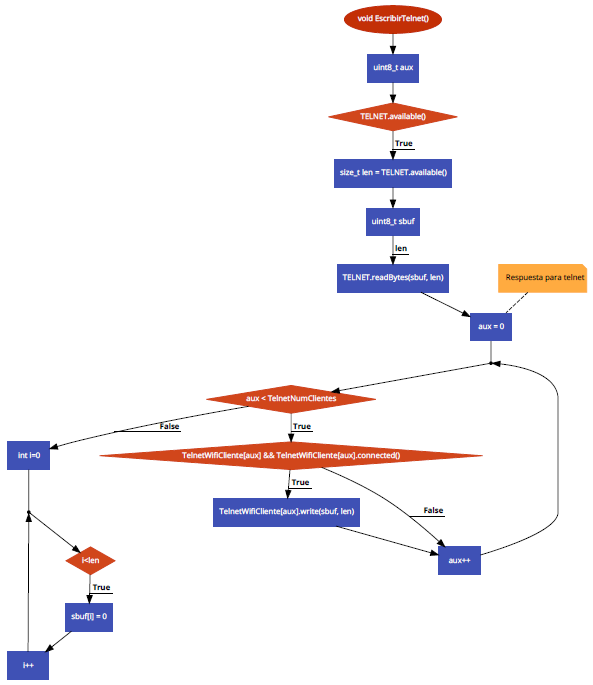 void EscribirTelnet()
uint8_t aux
TELNET.available()
True
size_t len = TELNET.available()
uint8_t sbuf
len
TELNET.readBytes(sbuf, len)
Respuesta para telnet
aux = 0
aux < TelnetNumClientes
False
True
int i=0
TelnetWifiCliente[aux] && TelnetWifiCliente[aux].connected()
True
TelnetWifiCliente[aux].write(sbuf, len)
False
i<len
aux++
True
sbuf[i] = 0
i++